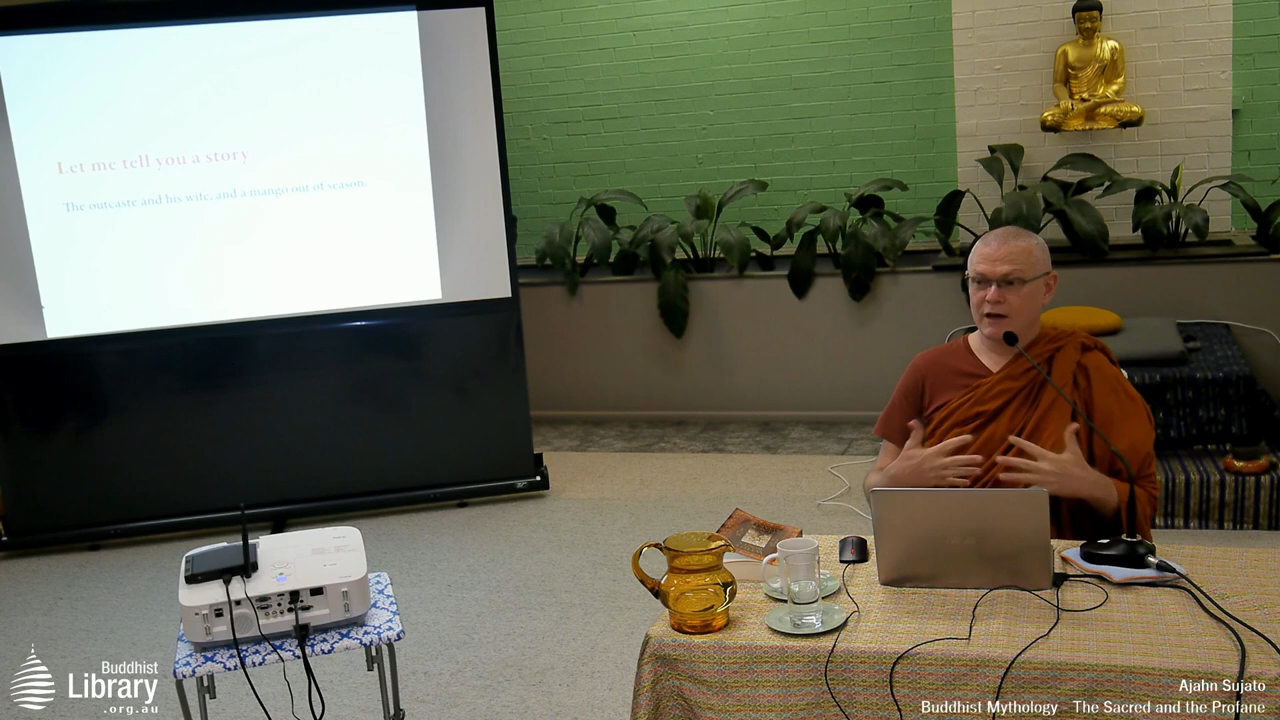 Let me tell you a story
The outcaste and his wife, and a mango out of season.
Buddhist
Library
.org.au
Ajahn Sujato
Buddhist Mythology The Sacred and the Profane